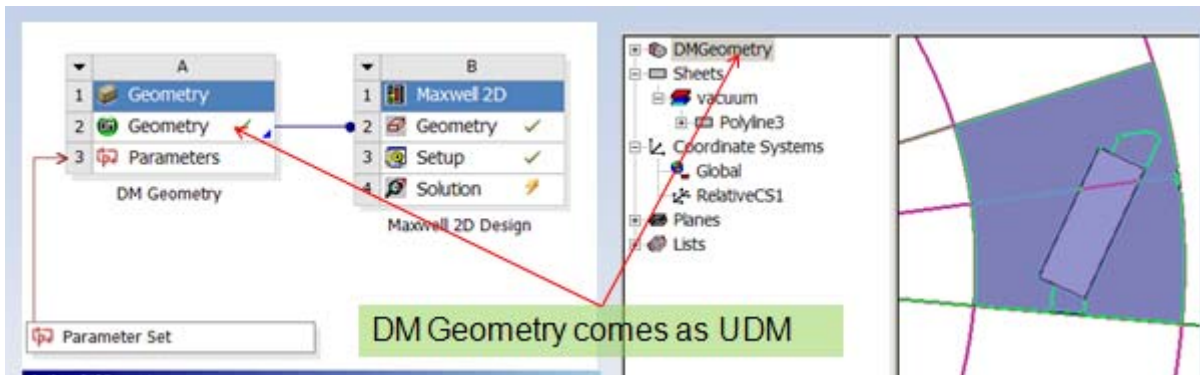 A
1 Geometry
2 Geometry
3 Parameters
DM Geometry
B
1 Maxwell 2D
2 Geometry
3 Setup
4 Solution
Maxwell 2D Design
Parameter Set
DMGeometry
Sheets
vacuum
Polyline3
Coordinate Systems
Global
RelativeCS1
Planes
Lists
DM Geometry comes as UDM